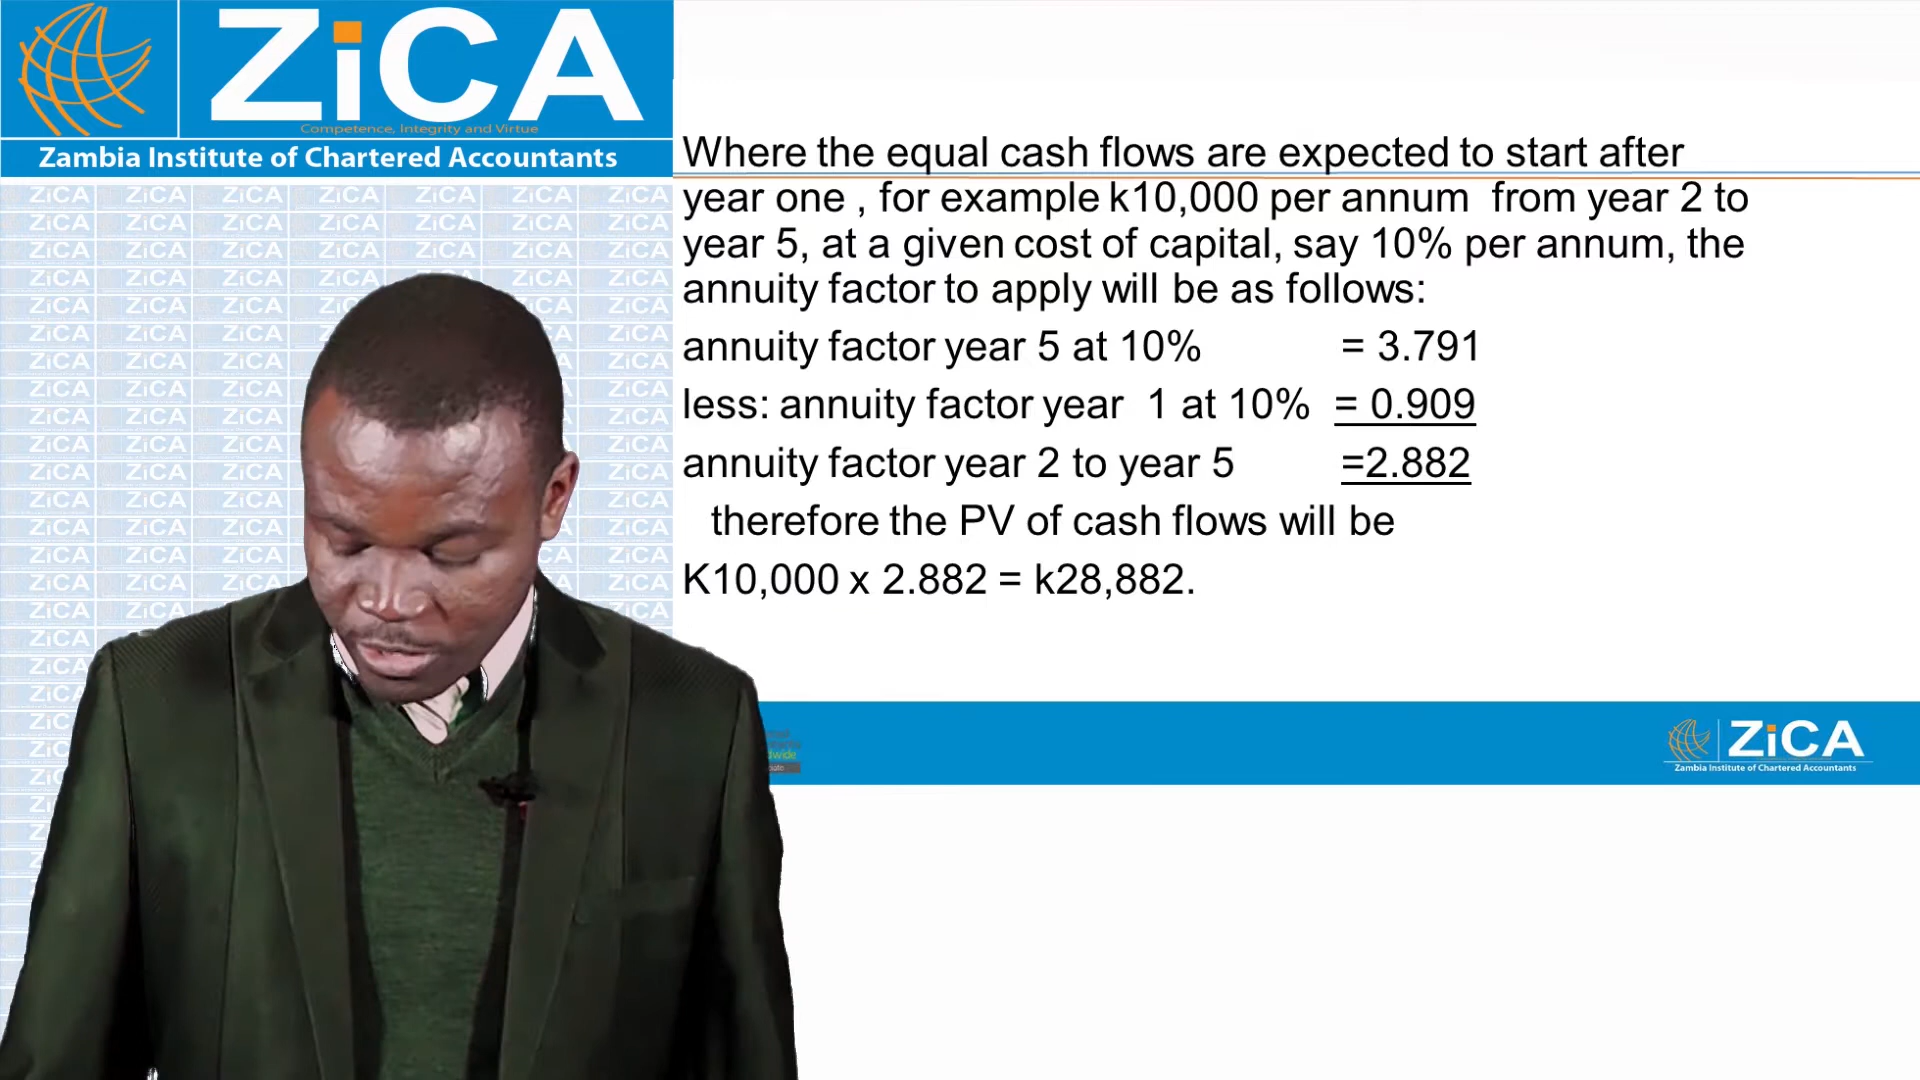 ZiCA
Competence, Integrity and Virtue
Zambia Institute of Chartered Accountants
Where the equal cash flows are expected to start after
year one , for example k10,000 per annum from year 2 to
year 5, at a given cost of capital, say 10% per annum, the
annuity factor to apply will be as follows:
annuity factor year 5 at 10% = 3.791
less: annuity factor year 1 at 10% = 0.909
annuity factor year 2 to year 5 =2.882
therefore the PV of cash flows will be
K10,000 x 2.882 = k28,882.
ZiCA
Zambia Institute of Chartered Accountants